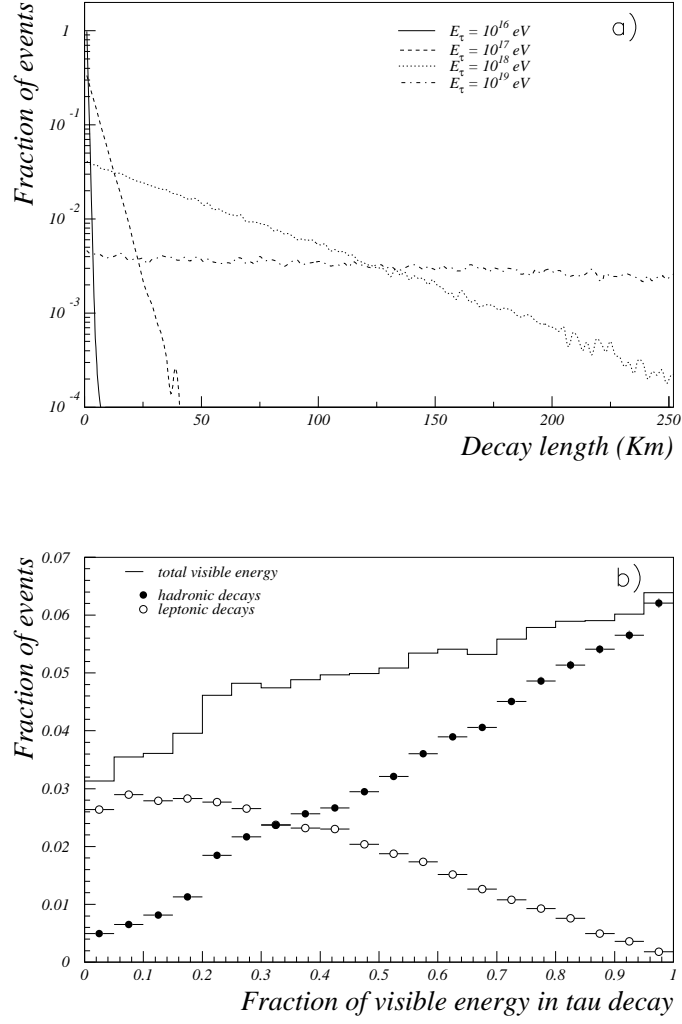 a)
E_τ = 10^16 eV
E_τ = 10^17 eV
E_τ = 10^18 eV
E_τ = 10^19 eV
Fraction of events
1
10^-1
10^-2
10^-3
10^-4
0 50 100 150 200 250
Decay length (Km)
b)
total visible energy
hadronic decays
leptonic decays
Fraction of events
0.07
0.06
0.05
0.04
0.03
0.02
0.01
0
0 0.1 0.2 0.3 0.4 0.5 0.6 0.7 0.8 0.9 1
Fraction of visible energy in tau decay